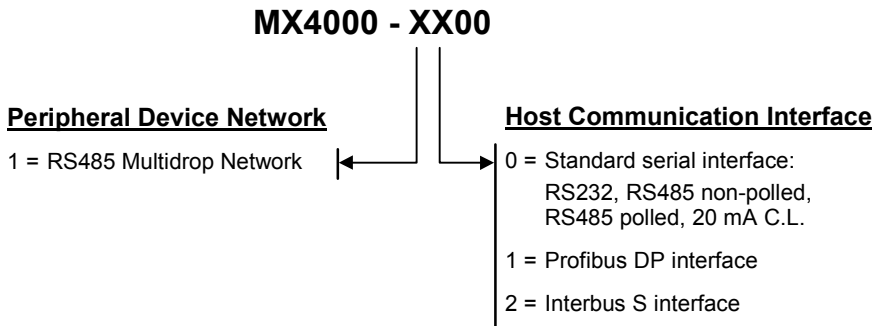 MX4000 - XX00
Peripheral Device Network
1 = RS485 Multidrop Network
Host Communication Interface
0 = Standard serial interface:
RS232, RS485 non-polled,
RS485 polled, 20 mA C.L.
1 = Profibus DP interface
2 = Interbus S interface